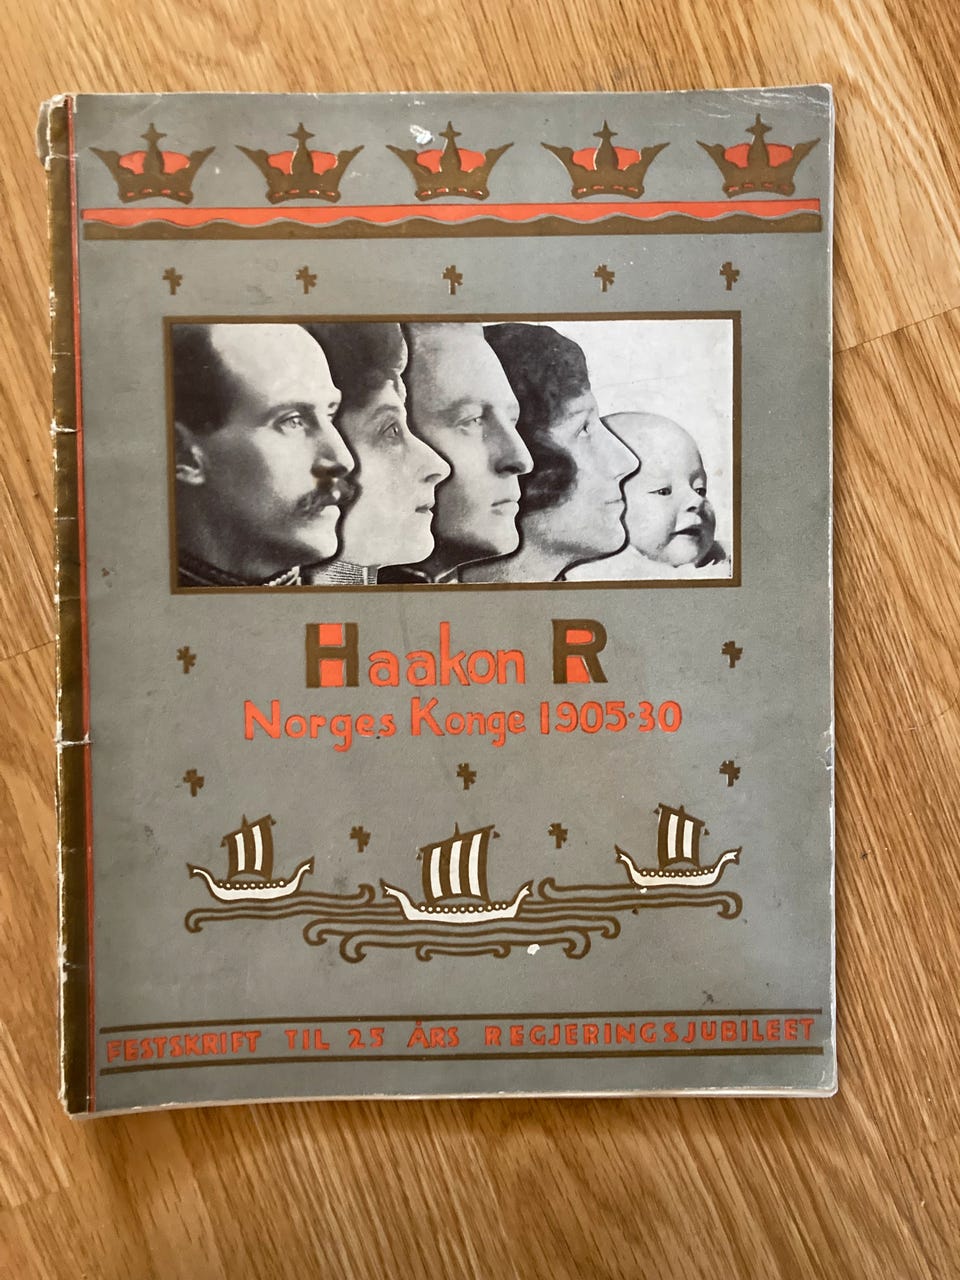 Haakon R
Norges Konge 1905·30
FESTSKRIFT TIL 25 ÅRS REGJERINGSJUBILEET